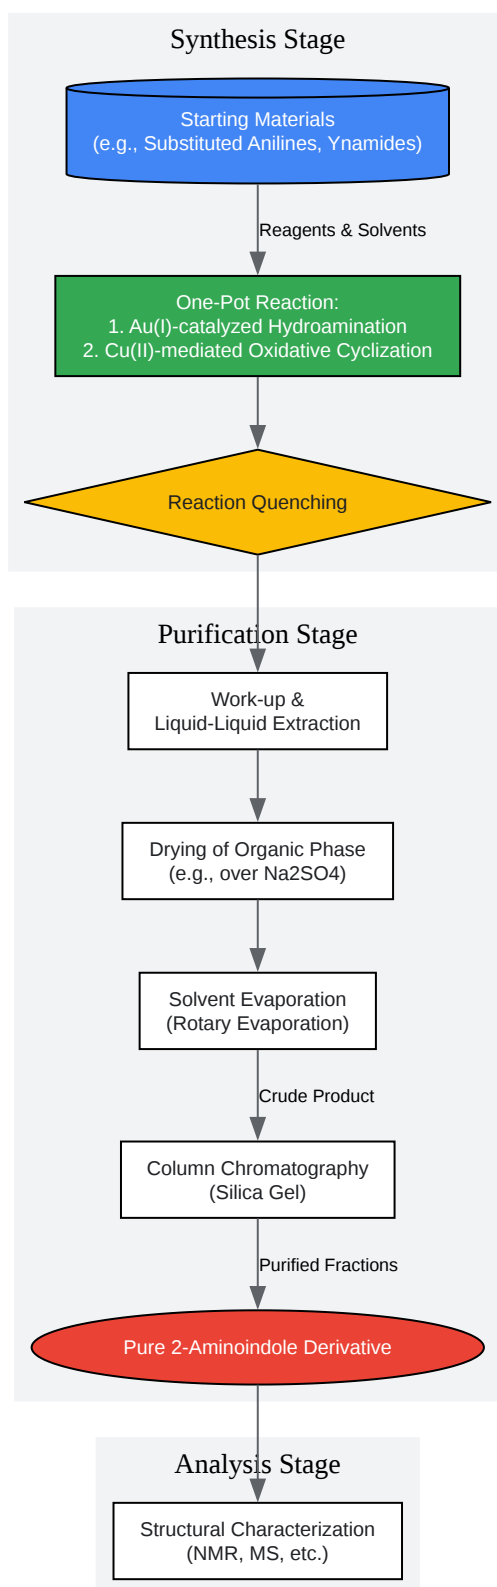 Synthesis Stage
Starting Materials
(e.g., Substituted Anilines, Ynamides)
Reagents & Solvents
One-Pot Reaction:
1. Au(I)-catalyzed Hydroamination
2. Cu(II)-mediated Oxidative Cyclization
Reaction Quenching
Purification Stage
Work-up &
Liquid-Liquid Extraction
Drying of Organic Phase
(e.g., over Na2SO4)
Solvent Evaporation
(Rotary Evaporation)
Crude Product
Column Chromatography
(Silica Gel)
Purified Fractions
Pure 2-Aminoindole Derivative
Analysis Stage
Structural Characterization
(NMR, MS, etc.)